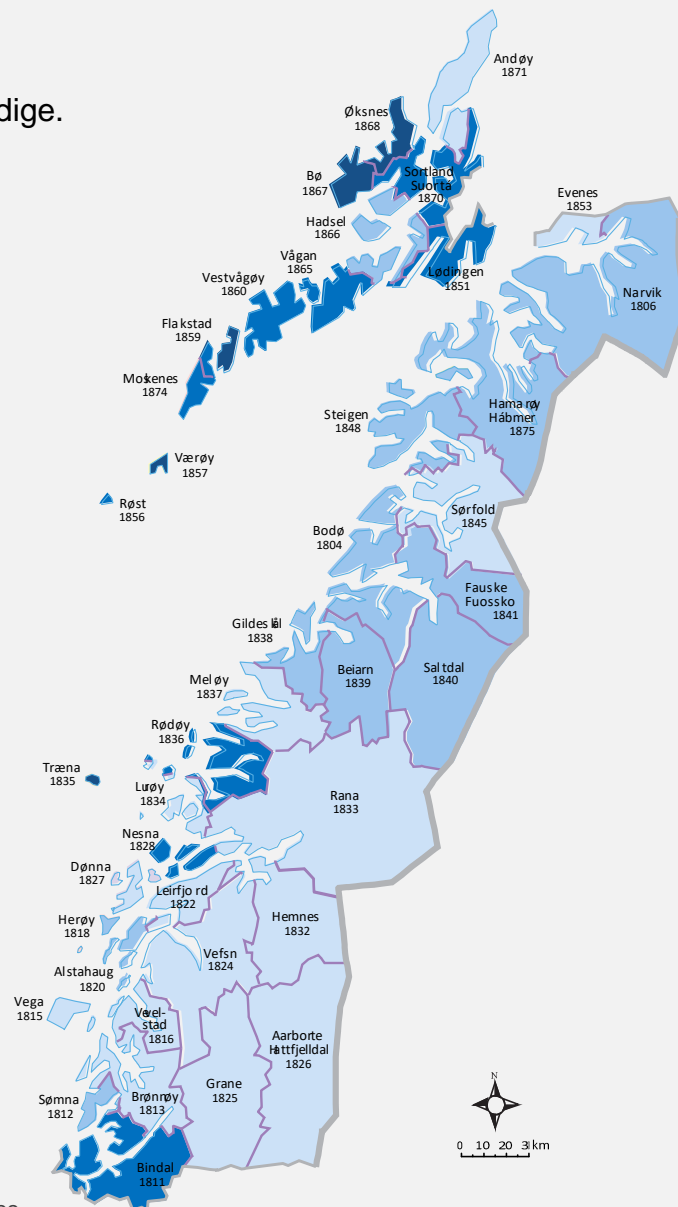 dige.
Andøy
1871
Øksnes
1868
Bø
1867
Sortland
Suortá
1870
Evenes
1853
Hadsel
1866
Vågan
1865
Lødingen
1851
Vestvågøy
1860
Narvik
1806
Flakstad
1859
Moskenes
1874
Hamarøy
Hábmer
1875
Steigen
1848
Værøy
1857
Røst
1856
Sørfold
1845
Bodø
1804
Fauske
Fuossko
1841
Gildeskål
1838
Beiarn
1839
Saltdal
1840
Meløy
1837
Rødøy
1836
Træna
1835
Lurøy
1834
Rana
1833
Nesna
1828
Dønna
1827
Leirfjord
1822
Herøy
1818
Hemnes
1832
Vefsn
1824
Alstahaug
1820
Vega
1815
Vevel-
stad
1816
Aarborte
Hattfjelldal
1826
Grane
1825
Sømna
1812
Brønnøy
1813
Bindal
1811
N
0 10 20 30 km